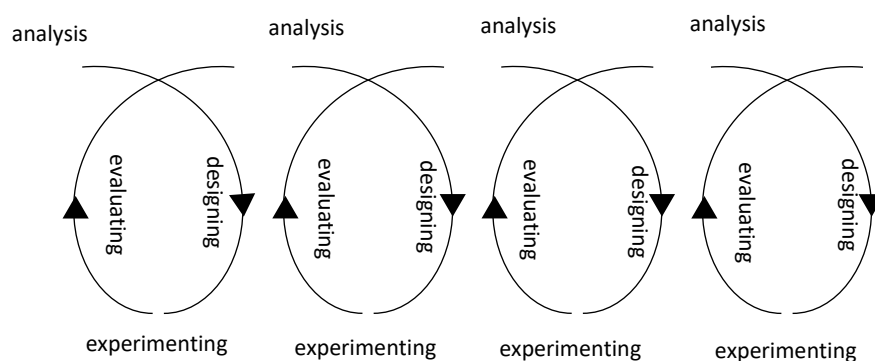 analysis
analysis
analysis
analysis
evaluating
designing
evaluating
designing
evaluating
designing
evaluating
designing
experimenting
experimenting
experimenting
experimenting